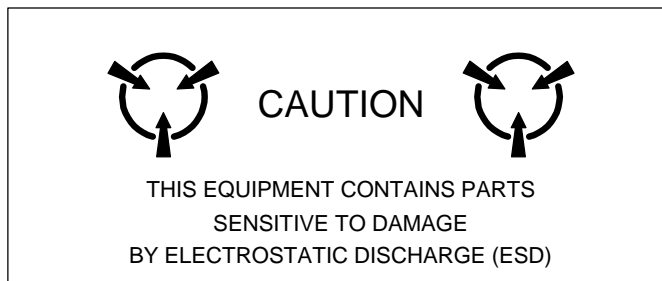 CAUTION
THIS EQUIPMENT CONTAINS PARTS
SENSITIVE TO DAMAGE
BY ELECTROSTATIC DISCHARGE (ESD)